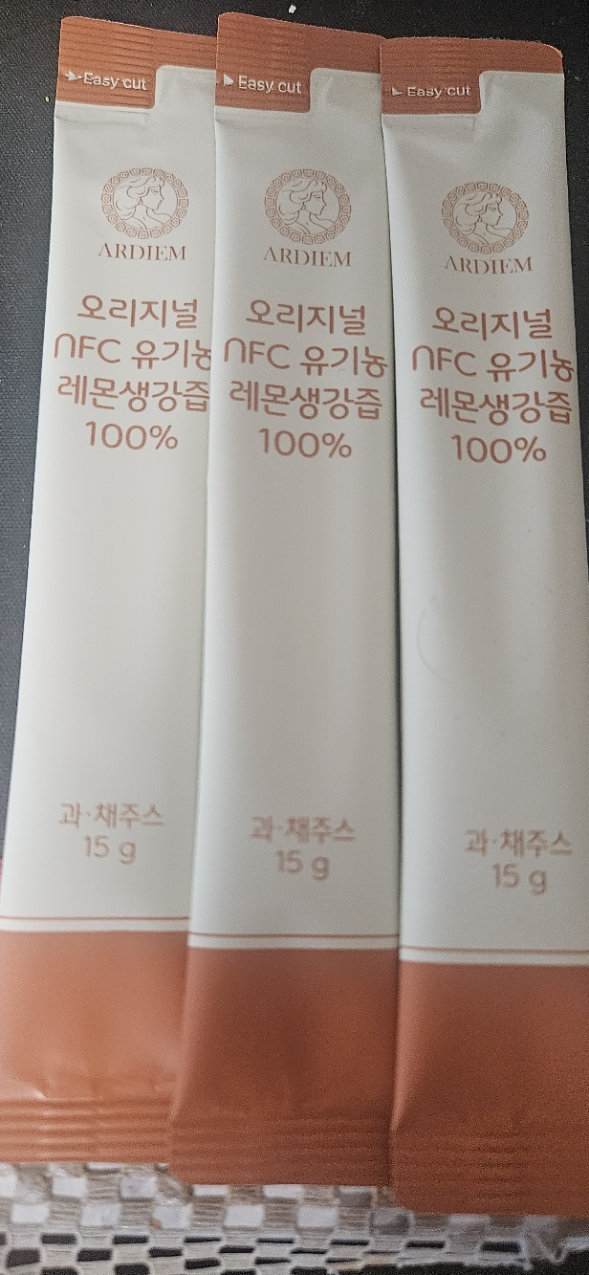 Easy cut
ARDIEM
오리지널
NFC 유기농
레몬생강즙
100%
과·채주스
15 g
Easy cut
ARDIEM
오리지널
NFC 유기농
레몬생강즙
100%
과·채주스
15 g
Easy cut
ARDIEM
오리지널
NFC 유기농
레몬생강즙
100%
과·채주스
15 g